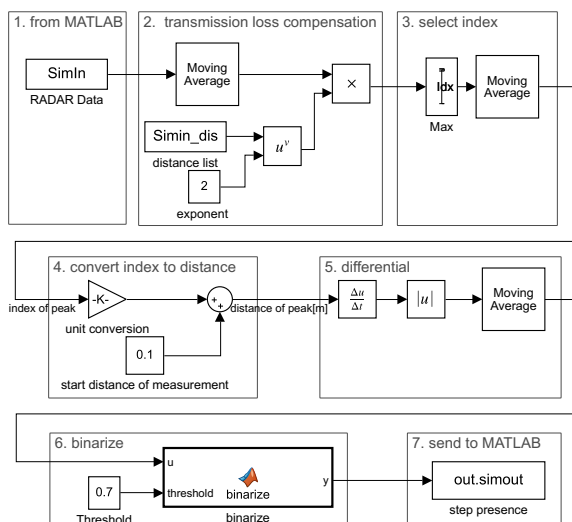 1. from MATLAB
SimIn
RADAR Data
2. transmission loss compensation
Moving
Average
Simin_dis
distance list
2
exponent
u^v
×
3. select index
Idx
Max
Moving
Average
4. convert index to distance
index of peak
-K-
unit conversion
+
+
distance of peak[m]
0.1
start distance of measurement
5. differential
Δu
Δt
|u|
Moving
Average
6. binarize
u
threshold
y
binarize
binarize
0.7
Threshold
7. send to MATLAB
out.simout
step presence